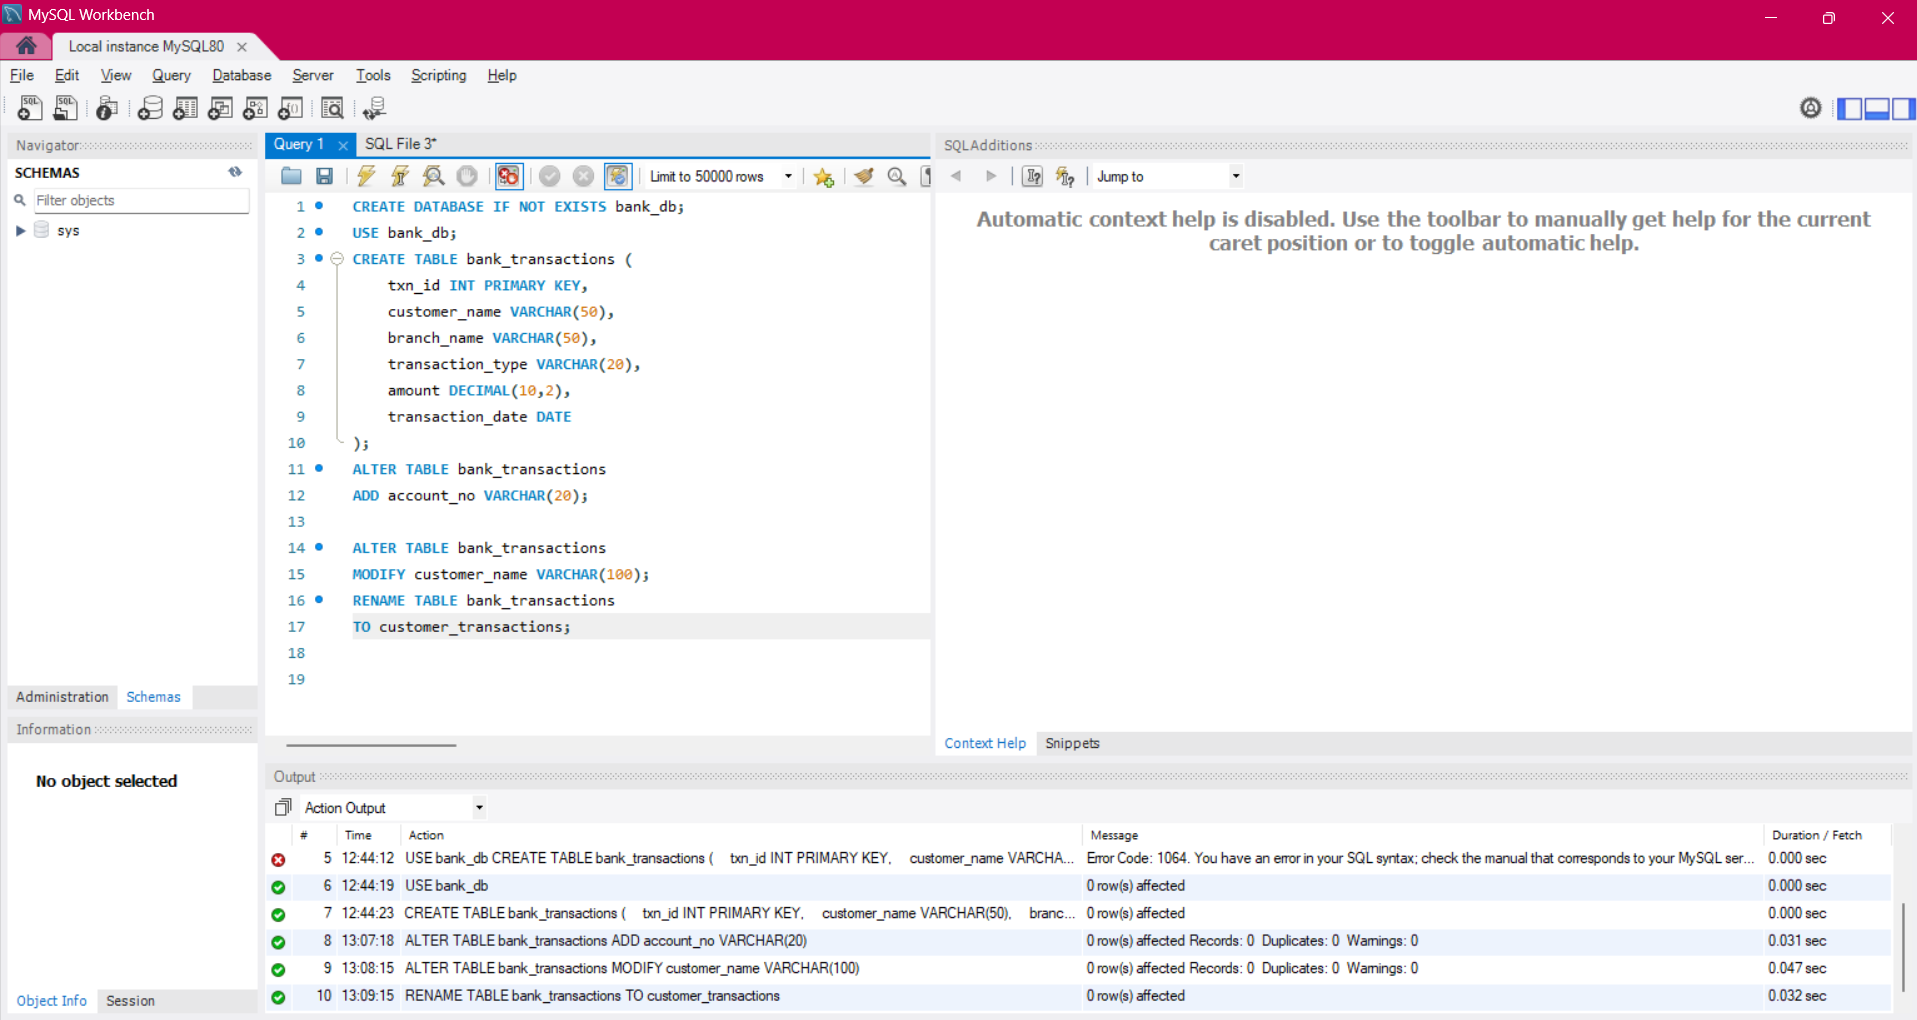 MySQL Workbench
Local instance MySQL80
File Edit View Query Database Server Tools Scripting Help
Navigator
SCHEMAS
Filter objects
sys
Administration Schemas
Information
No object selected
Object Info Session
Query 1 SQL File 3*
Limit to 50000 rows
1 CREATE DATABASE IF NOT EXISTS bank_db;
2 USE bank_db;
3 CREATE TABLE bank_transactions (
4 txn_id INT PRIMARY KEY,
5 customer_name VARCHAR(50),
6 branch_name VARCHAR(50),
7 transaction_type VARCHAR(20),
8 amount DECIMAL(10,2),
9 transaction_date DATE
10 );
11 ALTER TABLE bank_transactions
12 ADD account_no VARCHAR(20);
13
14 ALTER TABLE bank_transactions
15 MODIFY customer_name VARCHAR(100);
16 RENAME TABLE bank_transactions
17 TO customer_transactions;
18
19
SQLAdditions
Jump to
Automatic context help is disabled. Use the toolbar to manually get help for the current
caret position or to toggle automatic help.
Context Help Snippets
Output
Action Output
# Time Action Message Duration / Fetch
5 12:44:12 USE bank_db CREATE TABLE bank_transactions ( txn_id INT PRIMARY KEY, customer_name VARCHA... Error Code: 1064. You have an error in your SQL syntax; check the manual that corresponds to your MySQL ser... 0.000 sec
6 12:44:19 USE bank_db 0 row(s) affected 0.000 sec
7 12:44:23 CREATE TABLE bank_transactions ( txn_id INT PRIMARY KEY, customer_name VARCHAR(50), branc... 0 row(s) affected 0.000 sec
8 13:07:18 ALTER TABLE bank_transactions ADD account_no VARCHAR(20) 0 row(s) affected Records: 0 Duplicates: 0 Warnings: 0 0.031 sec
9 13:08:15 ALTER TABLE bank_transactions MODIFY customer_name VARCHAR(100) 0 row(s) affected Records: 0 Duplicates: 0 Warnings: 0 0.047 sec
10 13:09:15 RENAME TABLE bank_transactions TO customer_transactions 0 row(s) affected 0.032 sec